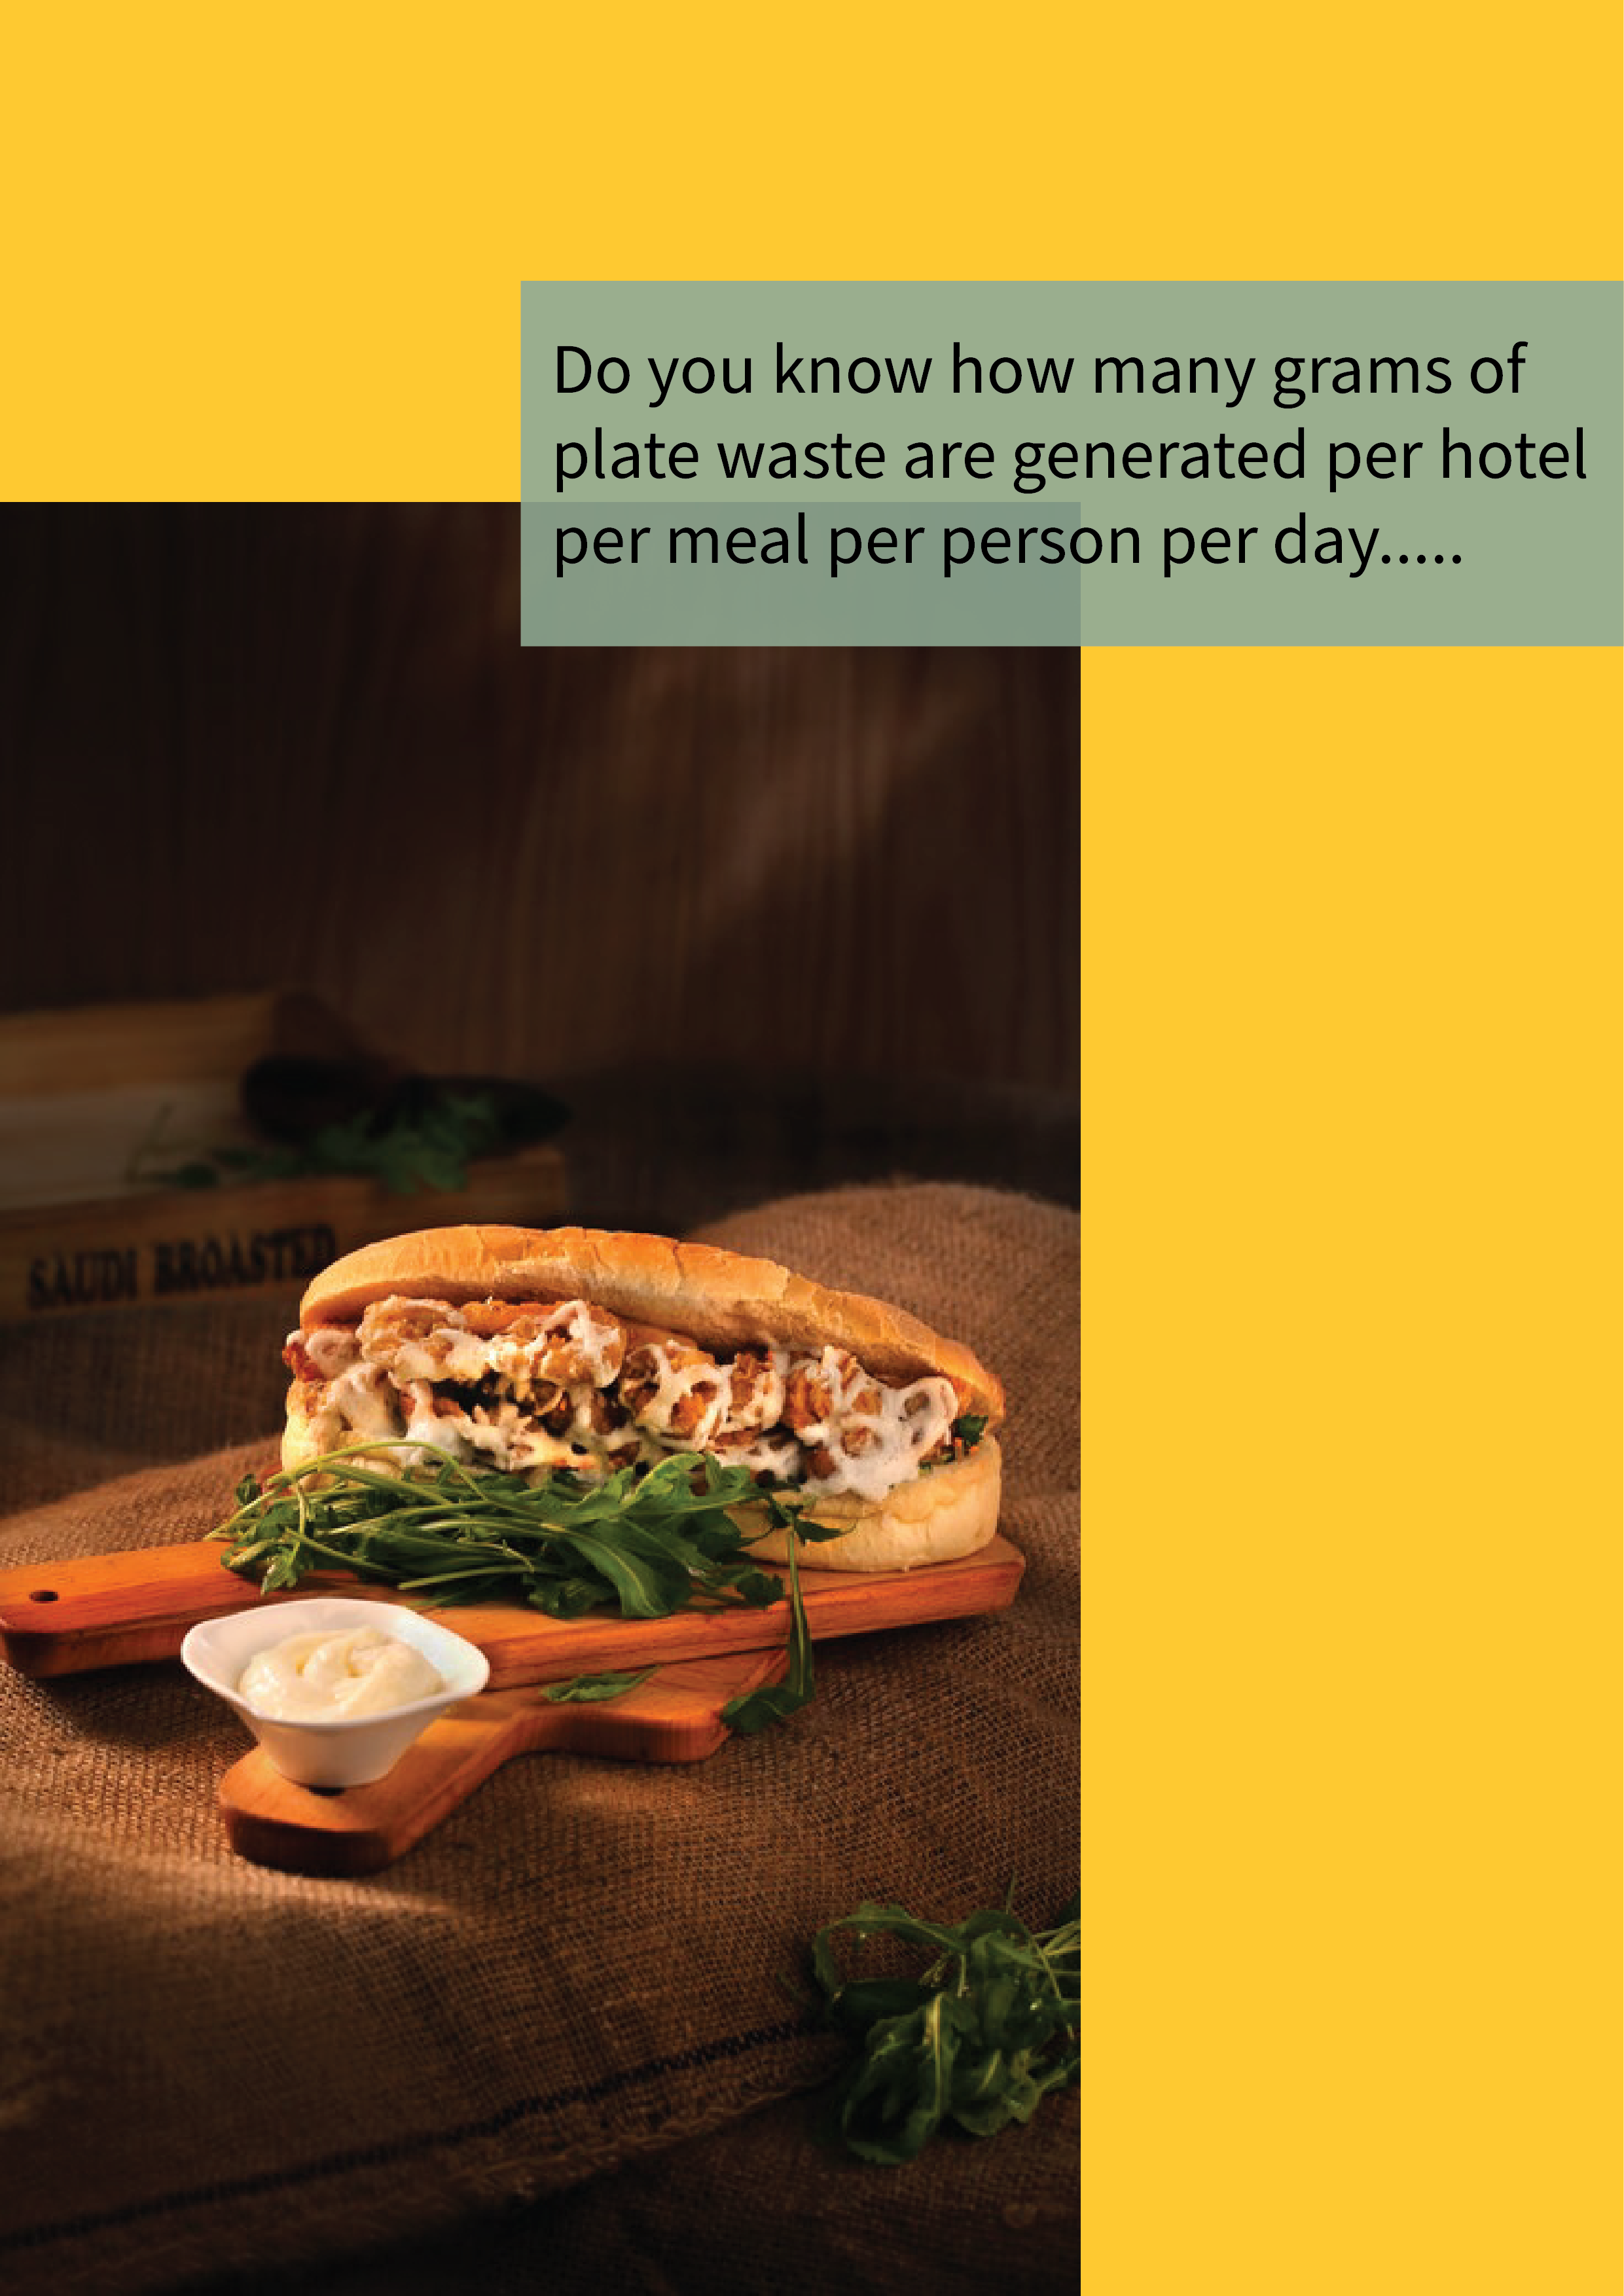 Do you know how many grams of
plate waste are generated per hotel
per meal per person per day.....
SAUDI BROASTED